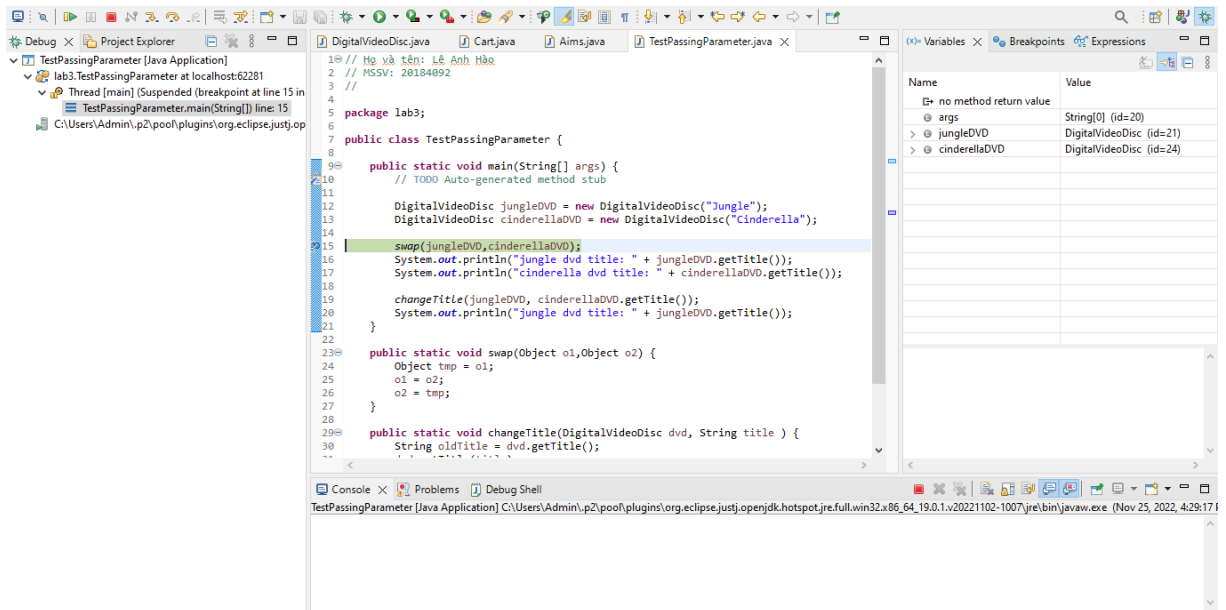 Debug
Project Explorer
TestPassingParameter [Java Application]
lab3.TestPassingParameter at localhost:62281
Thread [main] (Suspended (breakpoint at line 15 in
TestPassingParameter.main(String[]) line: 15
C:\Users\Admin\.p2\pool\plugins\org.eclipse.justj.op
DigitalVideoDisc.java
Cart.java
Aims.java
TestPassingParameter.java
1 // Họ và tên: Lê Anh Hào
2 // MSSV: 20184092
3 //
4
5 package lab3;
6
7 public class TestPassingParameter {
8
9 public static void main(String[] args) {
10 // TODO Auto-generated method stub
11
12 DigitalVideoDisc jungleDVD = new DigitalVideoDisc("Jungle");
13 DigitalVideoDisc cinderellaDVD = new DigitalVideoDisc("Cinderella");
14
15 swap(jungleDVD,cinderellaDVD);
16 System.out.println("jungle dvd title: " + jungleDVD.getTitle());
17 System.out.println("cinderella dvd title: " + cinderellaDVD.getTitle());
18
19 changeTitle(jungleDVD, cinderellaDVD.getTitle());
20 System.out.println("jungle dvd title: " + jungleDVD.getTitle());
21 }
22
23 public static void swap(Object o1,Object o2) {
24 Object tmp = o1;
25 o1 = o2;
26 o2 = tmp;
27 }
28
29 public static void changeTitle(DigitalVideoDisc dvd, String title ) {
30 String oldTitle = dvd.getTitle();
(x)= Variables
Breakpoints
Expressions
Name Value
no method return value
args String[0] (id=20)
jungleDVD DigitalVideoDisc (id=21)
cinderellaDVD DigitalVideoDisc (id=24)
Console
Problems
Debug Shell
TestPassingParameter [Java Application] C:\Users\Admin\.p2\pool\plugins\org.eclipse.justj.openjdk.hotspot.jre.full.win32.x86_64_19.0.1.v20221102-1007\jre\bin\javaw.exe (Nov 25, 2022, 4:29:17